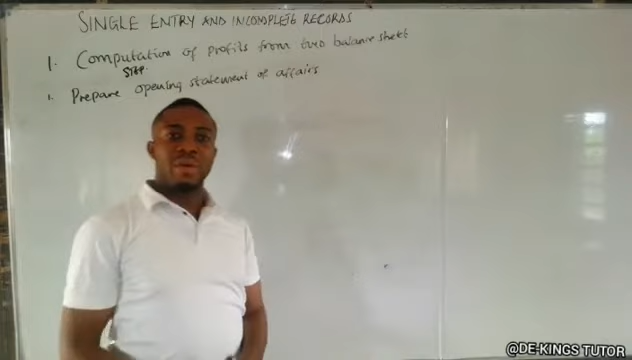 SINGLE ENTRY AND INCOMPLETE RECORDS
1. Computation of profits from two balance sheet
STEP.
1. Prepare opening statement of affairs
@DE-KINGS TUTOR